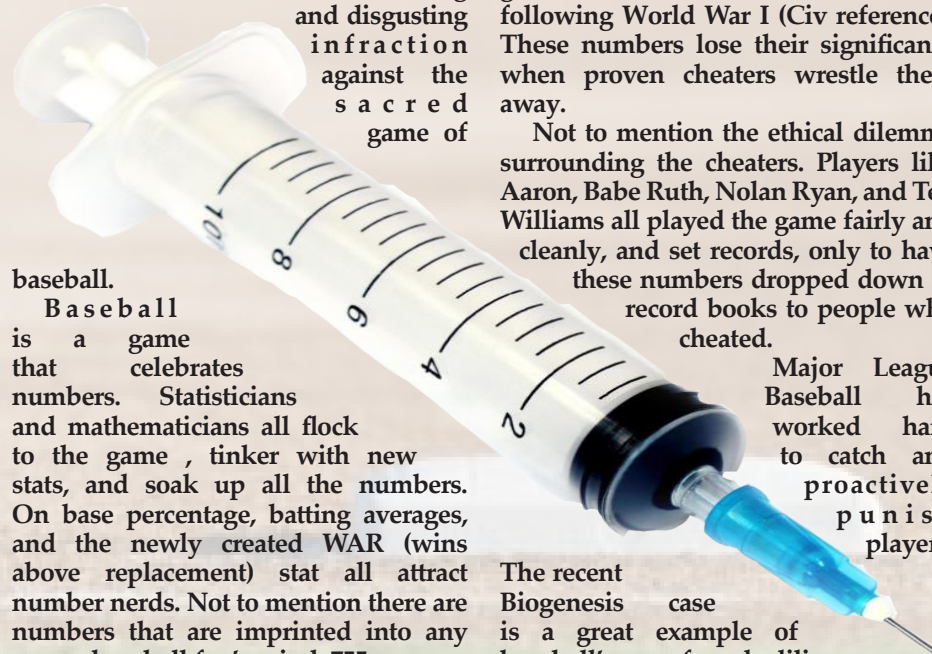 and disgusting
infraction
against the
sacred
game of
baseball.
Baseball
is a game
that celebrates
numbers. Statisticians
and mathematicians all flock
to the game , tinker with new
stats, and soak up all the numbers.
On base percentage, batting averages,
and the newly created WAR (wins
above replacement) stat all attract
number nerds. Not to mention there are
numbers that are imprinted into any
10
8
6
4
2
following World War I (Civ reference
These numbers lose their significan
when proven cheaters wrestle the
away.
Not to mention the ethical dilemm
surrounding the cheaters. Players lik
Aaron, Babe Ruth, Nolan Ryan, and Te
Williams all played the game fairly an
cleanly, and set records, only to hav
these numbers dropped down
record books to people wh
cheated.
Major Leagu
Baseball h
worked har
to catch an
proactivel
punis
player
The recent
Biogenesis case
is a great example of